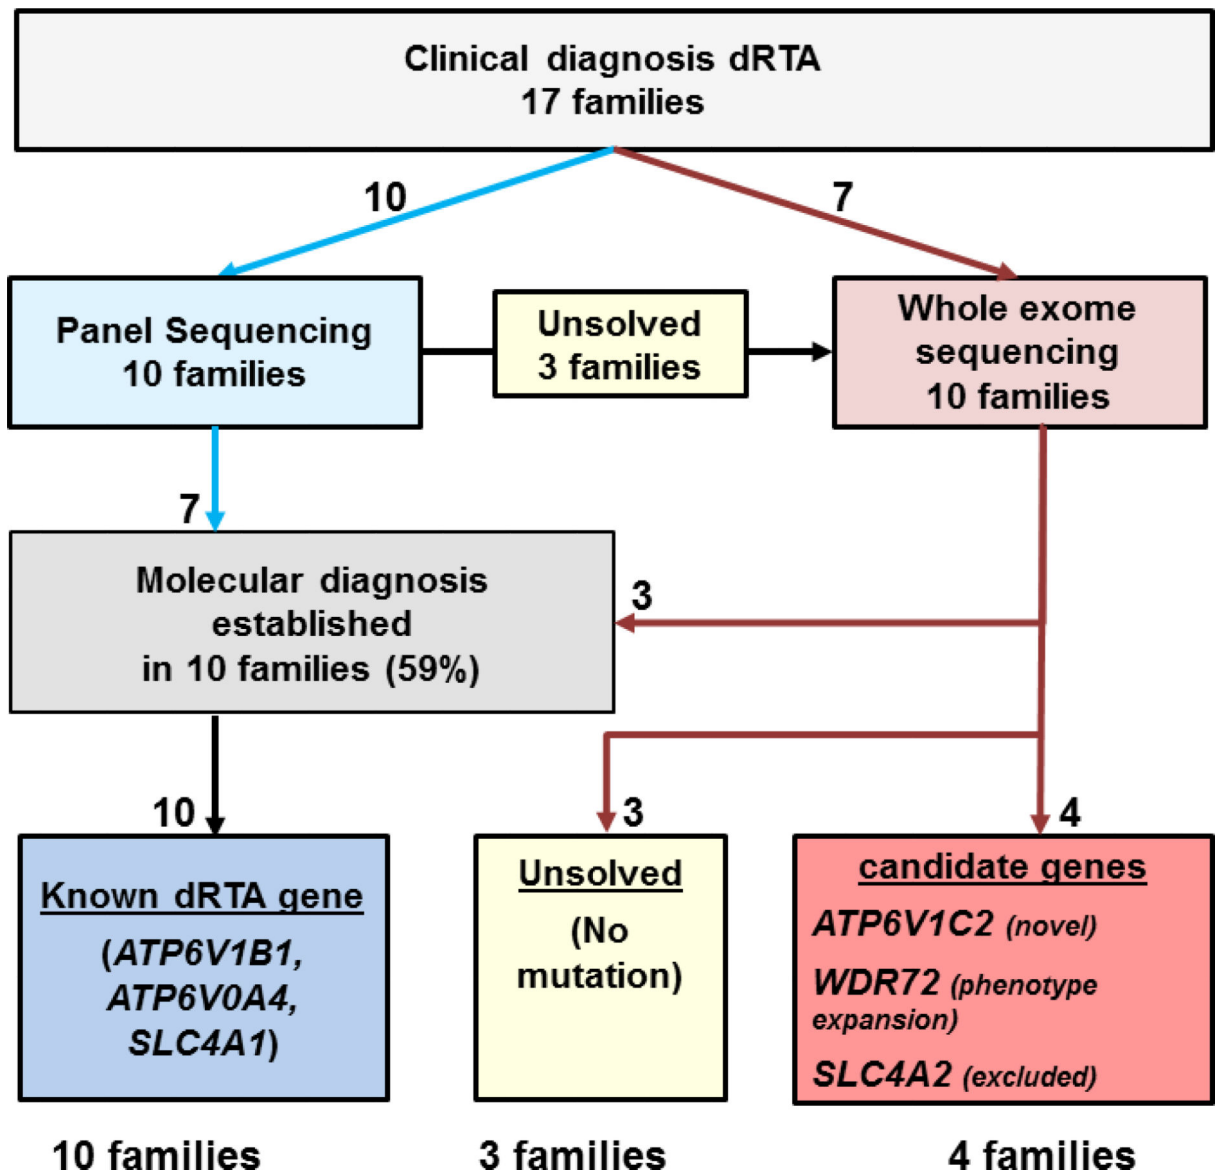 Clinical diagnosis dRTA
17 families
10
7
Panel Sequencing
10 families
Unsolved
3 families
Whole exome
sequencing
10 families
7
Molecular diagnosis
established
in 10 families (59%)
3
10
3
4
Known dRTA gene
(ATP6V1B1,
ATP6V0A4,
SLC4A1)
Unsolved
(No
mutation)
candidate genes
ATP6V1C2 (novel)
WDR72 (phenotype
expansion)
SLC4A2 (excluded)
10 families
3 families
4 families